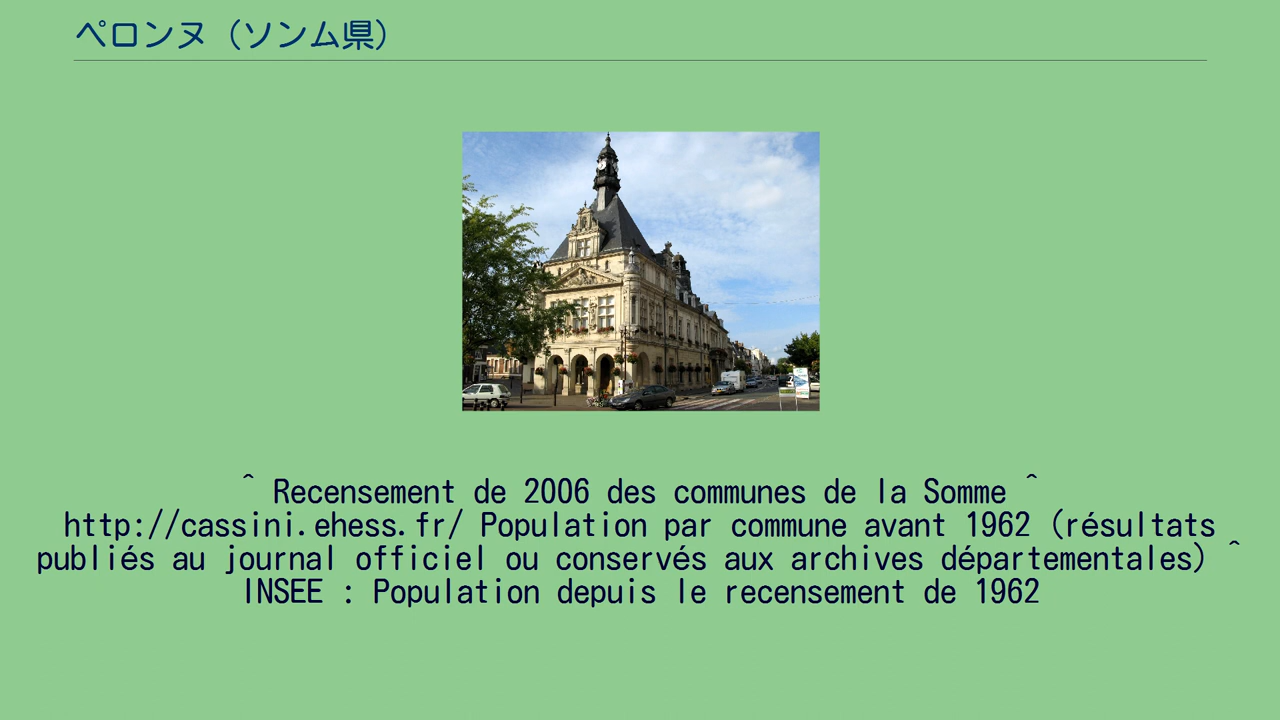 ペロンヌ（ソンム県）
^ Recensement de 2006 des communes de la Somme ^
http://cassini.ehess.fr/ Population par commune avant 1962 (résultats
publiés au journal officiel ou conservés aux archives départementales) ^
INSEE : Population depuis le recensement de 1962